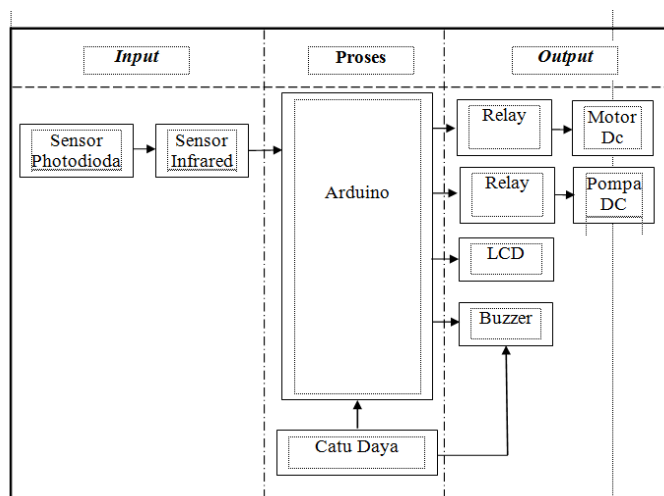 Input
Proses
Output
Sensor
Photodioda
Sensor
Infrared
Arduino
Relay
Motor
Dc
Relay
Pompa
DC
LCD
Buzzer
Catu Daya